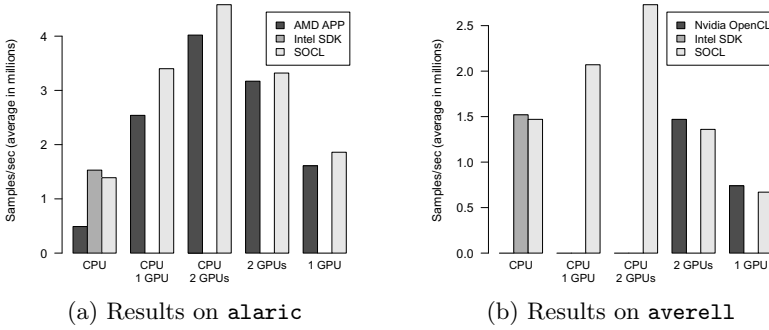 Samples/sec (average in millions)
4
3
2
1
0
AMD APP
Intel SDK
SOCL
CPU
CPU
1 GPU
CPU
2 GPUs
2 GPUs
1 GPU
(a) Results on alaric
Samples/sec (average in millions)
2.5
2.0
1.5
1.0
0.5
0.0
Nvidia OpenCL
Intel SDK
SOCL
CPU
CPU
1 GPU
CPU
2 GPUs
2 GPUs
1 GPU
(b) Results on averell